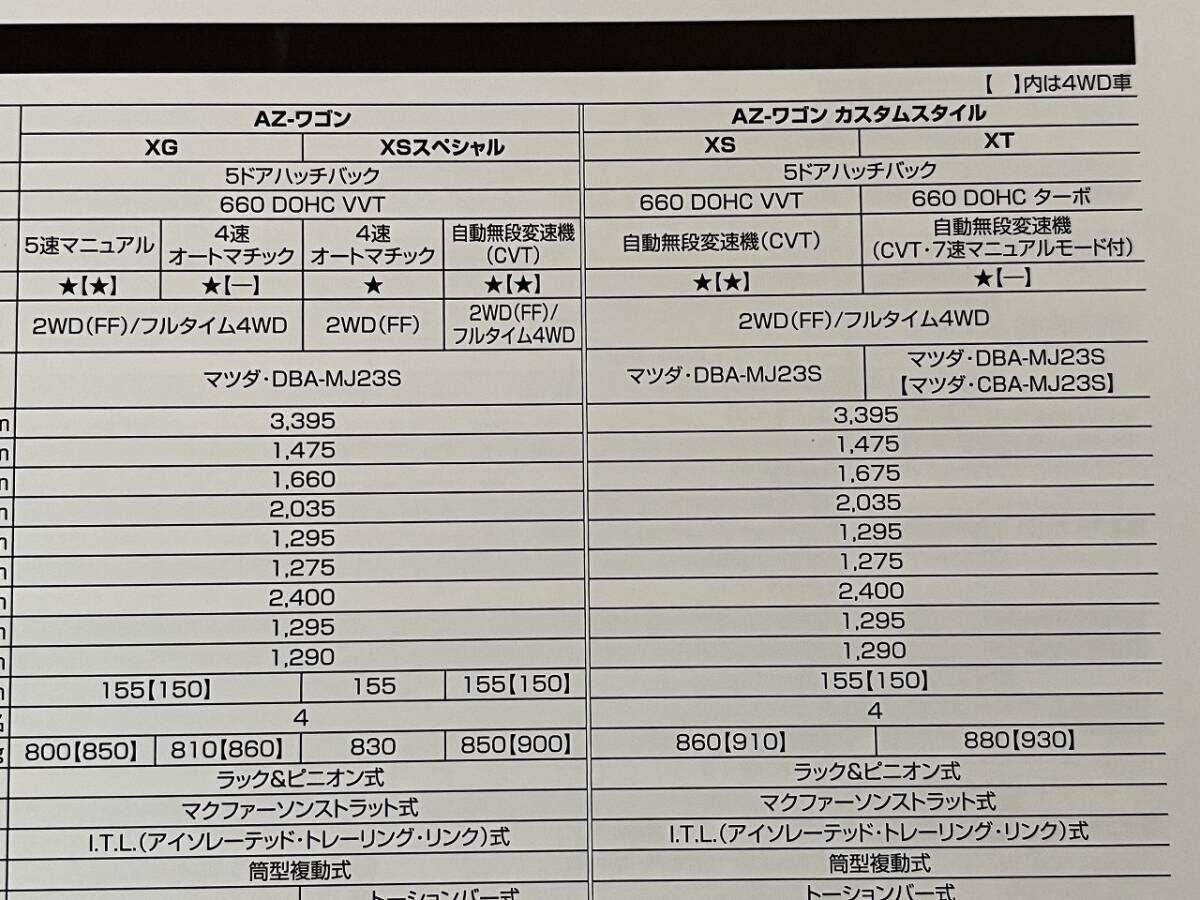 【　】内は4WD車
AZ-ワゴン　AZ-ワゴン カスタムスタイル
XG　XSスペシャル　XS　XT
5ドアハッチバック　5ドアハッチバック
660 DOHC VVT　660 DOHC VVT　660 DOHC ターボ
5速マニュアル　4速　4速　自動無段変速機　自動無段変速機(CVT)　自動無段変速機
オートマチック　オートマチック　(CVT)　(CVT・7速マニュアルモード付)
★【★】　★【—】　★　★【★】　★【★】　★【—】
2WD(FF)/フルタイム4WD　2WD(FF)　2WD(FF)/　2WD(FF)/フルタイム4WD
フルタイム4WD
マツダ・DBA-MJ23S　マツダ・DBA-MJ23S　マツダ・DBA-MJ23S
【マツダ・CBA-MJ23S】
3,395　3,395
1,475　1,475
1,660　1,675
2,035　2,035
1,295　1,295
1,275　1,275
2,400　2,400
1,295　1,295
1,290　1,290
155【150】　155　155【150】　155【150】
4　4
800【850】　810【860】　830　850【900】　860【910】　880【930】
ラック&ピニオン式　ラック&ピニオン式
マクファーソンストラット式　マクファーソンストラット式
I.T.L.(アイソレーテッド・トレーリング・リンク)式　I.T.L.(アイソレーテッド・トレーリング・リンク)式
筒型複動式　筒型複動式
トーションバー式　トーションバー式